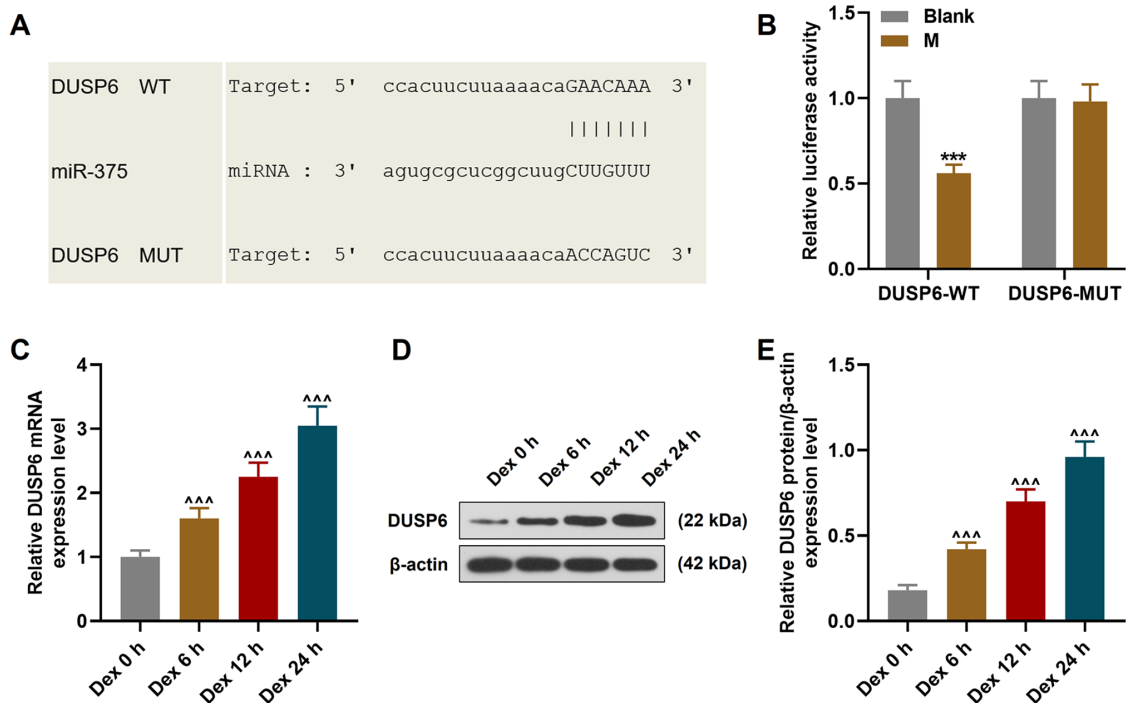 A
DUSP6 WT Target: 5' ccacuucuuaaaacaGAACAAA 3'
|||||||
miR-375 miRNA : 3' agugcgcucggcuugCUUGUUU
DUSP6 MUT Target: 5' ccacuucuuaaaacaACCAGUC 3'
B
Relative luciferase activity
1.5
1.0
0.5
0.0
Blank
M
***
DUSP6-WT DUSP6-MUT
C
Relative DUSP6 mRNA
expression level
4
3
2
1
0
^^^
^^^
^^^
Dex 0 h Dex 6 h Dex 12 h Dex 24 h
D
Dex 0 h Dex 6 h Dex 12 h Dex 24 h
DUSP6 (22 kDa)
β-actin (42 kDa)
E
Relative DUSP6 protein/β-actin
expression level
1.5
1.0
0.5
0.0
^^^
^^^
^^^
Dex 0 h Dex 6 h Dex 12 h Dex 24 h